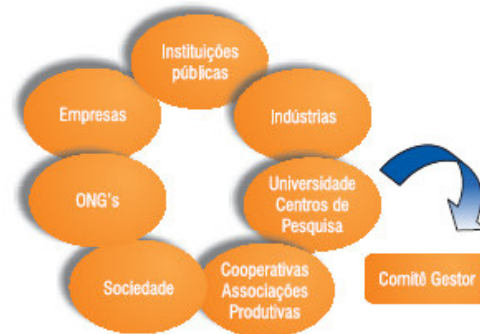 Instituições
públicas
Empresas
Indústrias
ONG's
Universidade
Centros de
Pesquisa
Sociedade
Cooperativas
Associações
Produtivas
Comitê Gestor